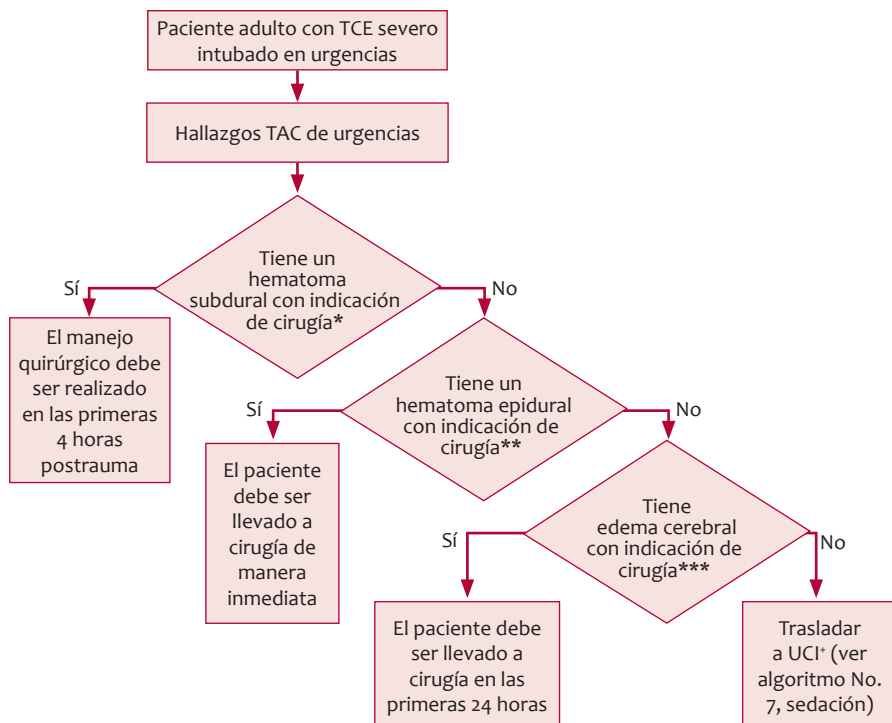 Paciente adulto con TCE severo
intubado en urgencias
Hallazgos TAC de urgencias
Tiene un
hematoma
subdural con indicación
de cirugía*
Sí
No
El manejo
quirúrgico debe
ser realizado
en las primeras
4 horas
postrauma
Tiene un
hematoma epidural
con indicación de
cirugía**
Sí
No
El paciente
debe ser
llevado a
cirugía de
manera
inmediata
Tiene
edema cerebral
con indicación de
cirugía***
Sí
No
El paciente debe
ser llevado a
cirugía en las
primeras 24 horas
Trasladar
a UCI⁺ (ver
algoritmo No.
7, sedación)